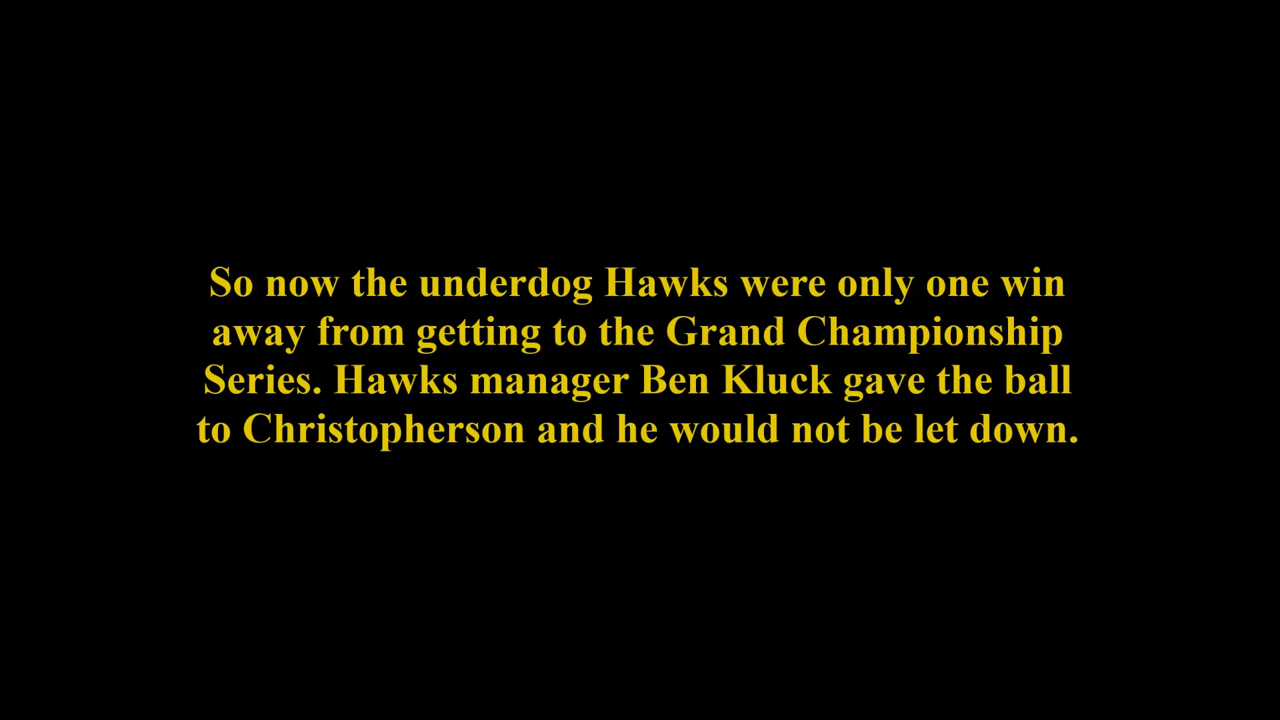 So now the underdog Hawks were only one win
away from getting to the Grand Championship
Series. Hawks manager Ben Kluck gave the ball
to Christopherson and he would not be let down.